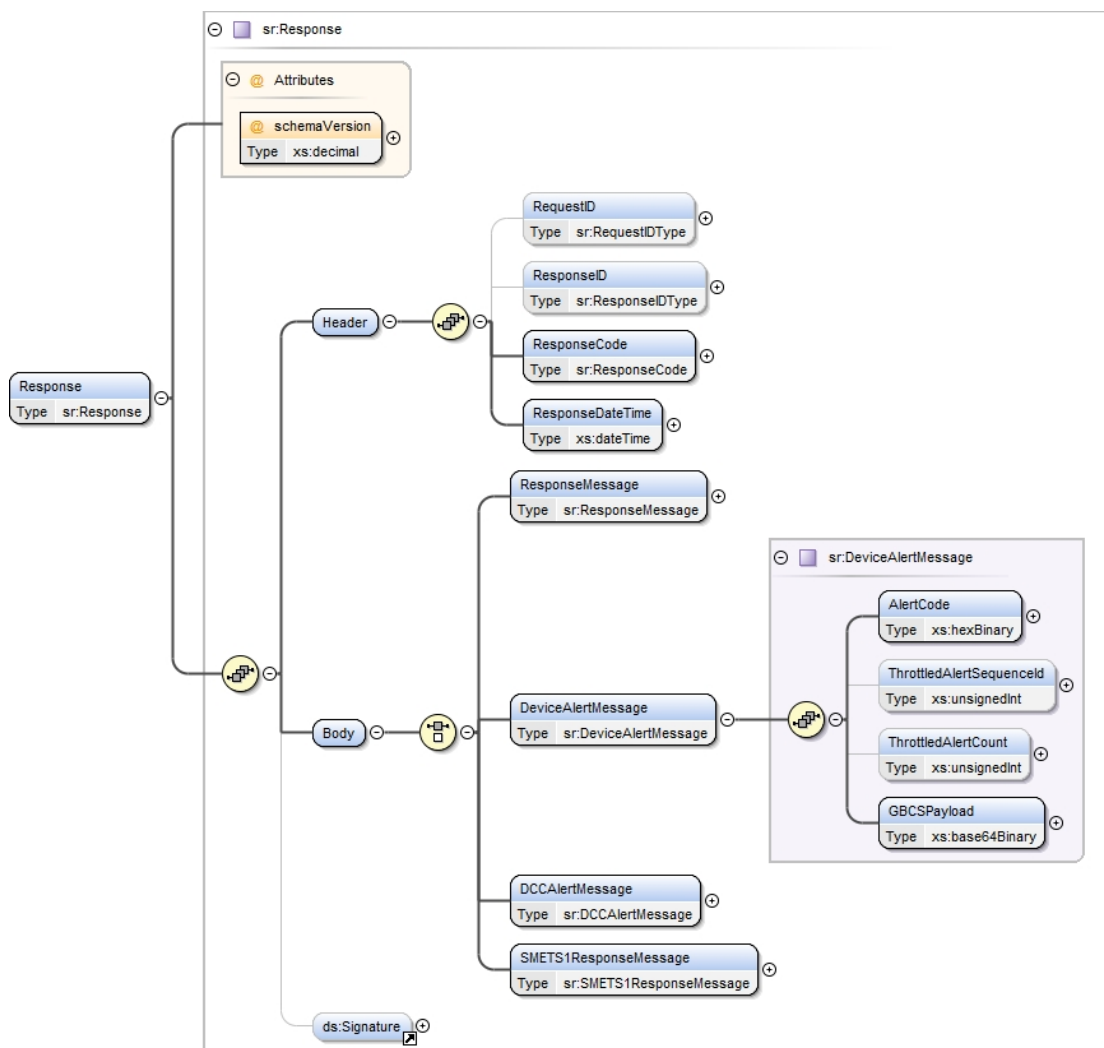 sr:Response
@ Attributes
@ schemaVersion
Type xs:decimal
RequestID
Type sr:RequestIDType
ResponseID
Type sr:ResponseIDType
Header
ResponseCode
Type sr:ResponseCode
Response
Type sr:Response
ResponseDateTime
Type xs:dateTime
ResponseMessage
Type sr:ResponseMessage
sr:DeviceAlertMessage
AlertCode
Type xs:hexBinary
ThrottledAlertSequenceId
Type xs:unsignedInt
Body
DeviceAlertMessage
Type sr:DeviceAlertMessage
ThrottledAlertCount
Type xs:unsignedInt
GBCSPayload
Type xs:base64Binary
DCCAlertMessage
Type sr:DCCAlertMessage
SMETS1ResponseMessage
Type sr:SMETS1ResponseMessage
ds:Signature